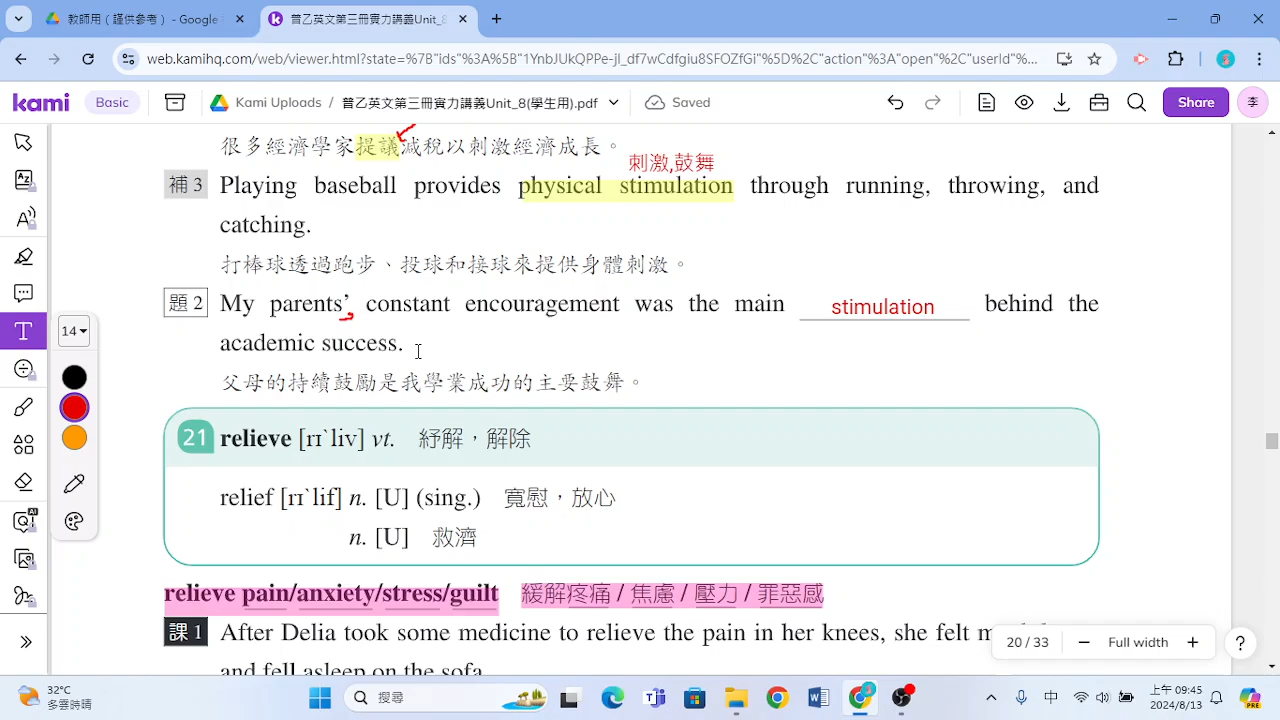 教師用（謹供參考）- Google
普乙英文第三冊實力講義Unit_8
web.kamihq.com/web/viewer.html?state=%7B"ids"%3A%5B"1YnbJUkQPPe-jI_df7wCdfgiu8SFOZfGi"%5D%2C"action"%3A"open"%2C"userId"%...
kami Basic Kami Uploads / 普乙英文第三冊實力講義Unit_8(學生用).pdf Saved Share 李
很多經濟學家提議減稅以刺激經濟成長。
刺激,鼓舞
補 3 Playing baseball provides physical stimulation through running, throwing, and
catching.
打棒球透過跑步、投球和接球來提供身體刺激。
題 2 My parents’ constant encouragement was the main stimulation behind the
academic success.
父母的持續鼓勵是我學業成功的主要鼓舞。
14
21 relieve [rɪˋliv] vt. 紓解，解除
relief [rɪˋlif] n. [U] (sing.) 寬慰，放心
n. [U] 救濟
relieve pain/anxiety/stress/guilt 緩解疼痛 / 焦慮 / 壓力 / 罪惡感
課 1 After Delia took some medicine to relieve the pain in her knees, she felt
and fell asleep on the sofa.
20 / 33 Full width
32°C
多雲時晴
搜尋
中
上午 09:45
2024/8/13